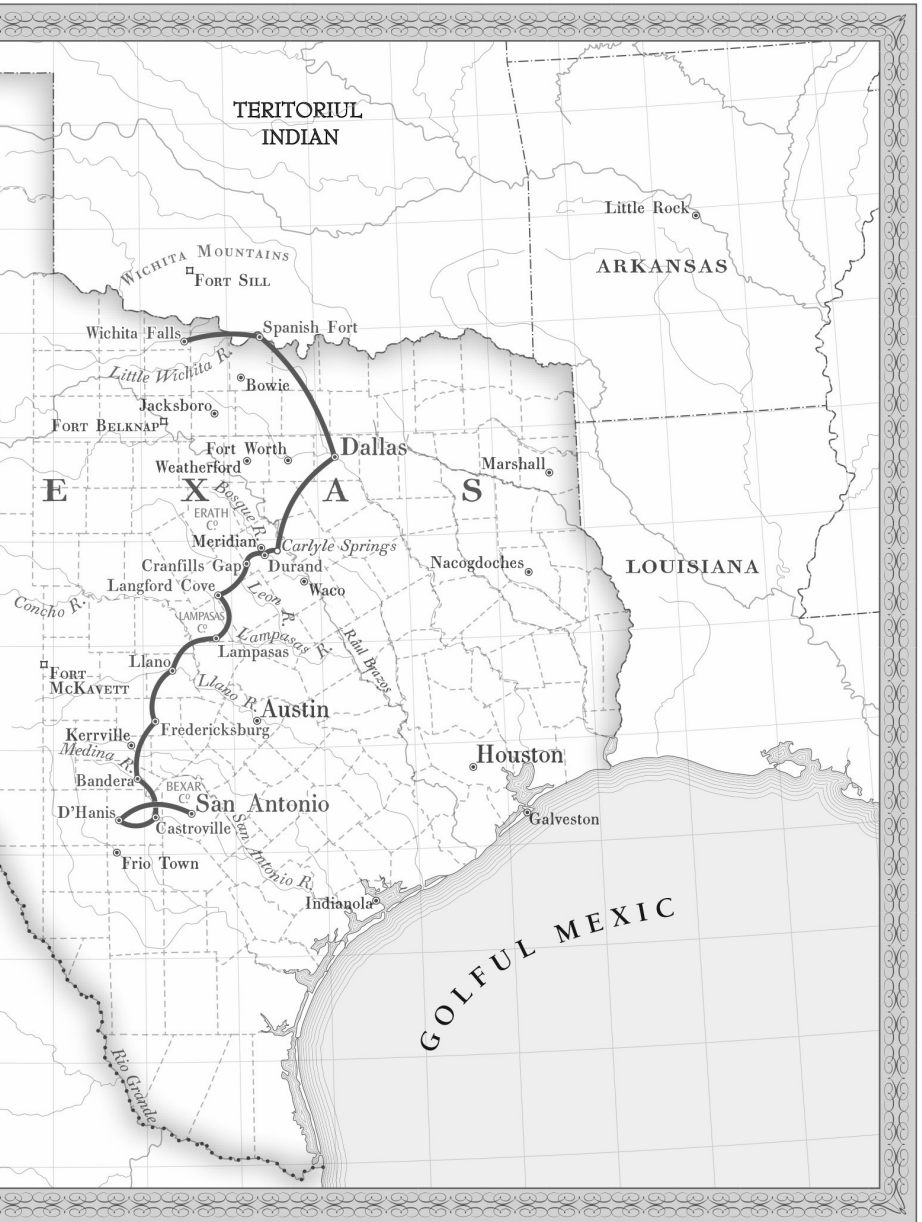 TERITORIUL
INDIAN
Little Rock
ARKANSAS
WICHITA MOUNTAINS
FORT SILL
Wichita Falls
Spanish Fort
Little Wichita R.
Bowie
Jacksboro
FORT BELKNAP
Fort Worth
Weatherford
Dallas
Marshall
E X A S
Bosque R.
ERATH
Co
Meridian
Carlyle Springs
Cranfills Gap
Durand
Nacogdoches
LOUISIANA
Langford Cove
Leon R.
Waco
Concho R.
LAMPASAS
Co
Lampasas R.
Lampasas
Râul Brazos
Llano
FORT
MCKAVETT
Llano R.
Austin
Fredericksburg
Kerrville
Medina R.
Houston
Bandera
BEXAR
Co
San Antonio
D'Hanis
Castroville
Galveston
San Antonio R.
Frio Town
Indianola
GOLFUL MEXIC
Rio Grande